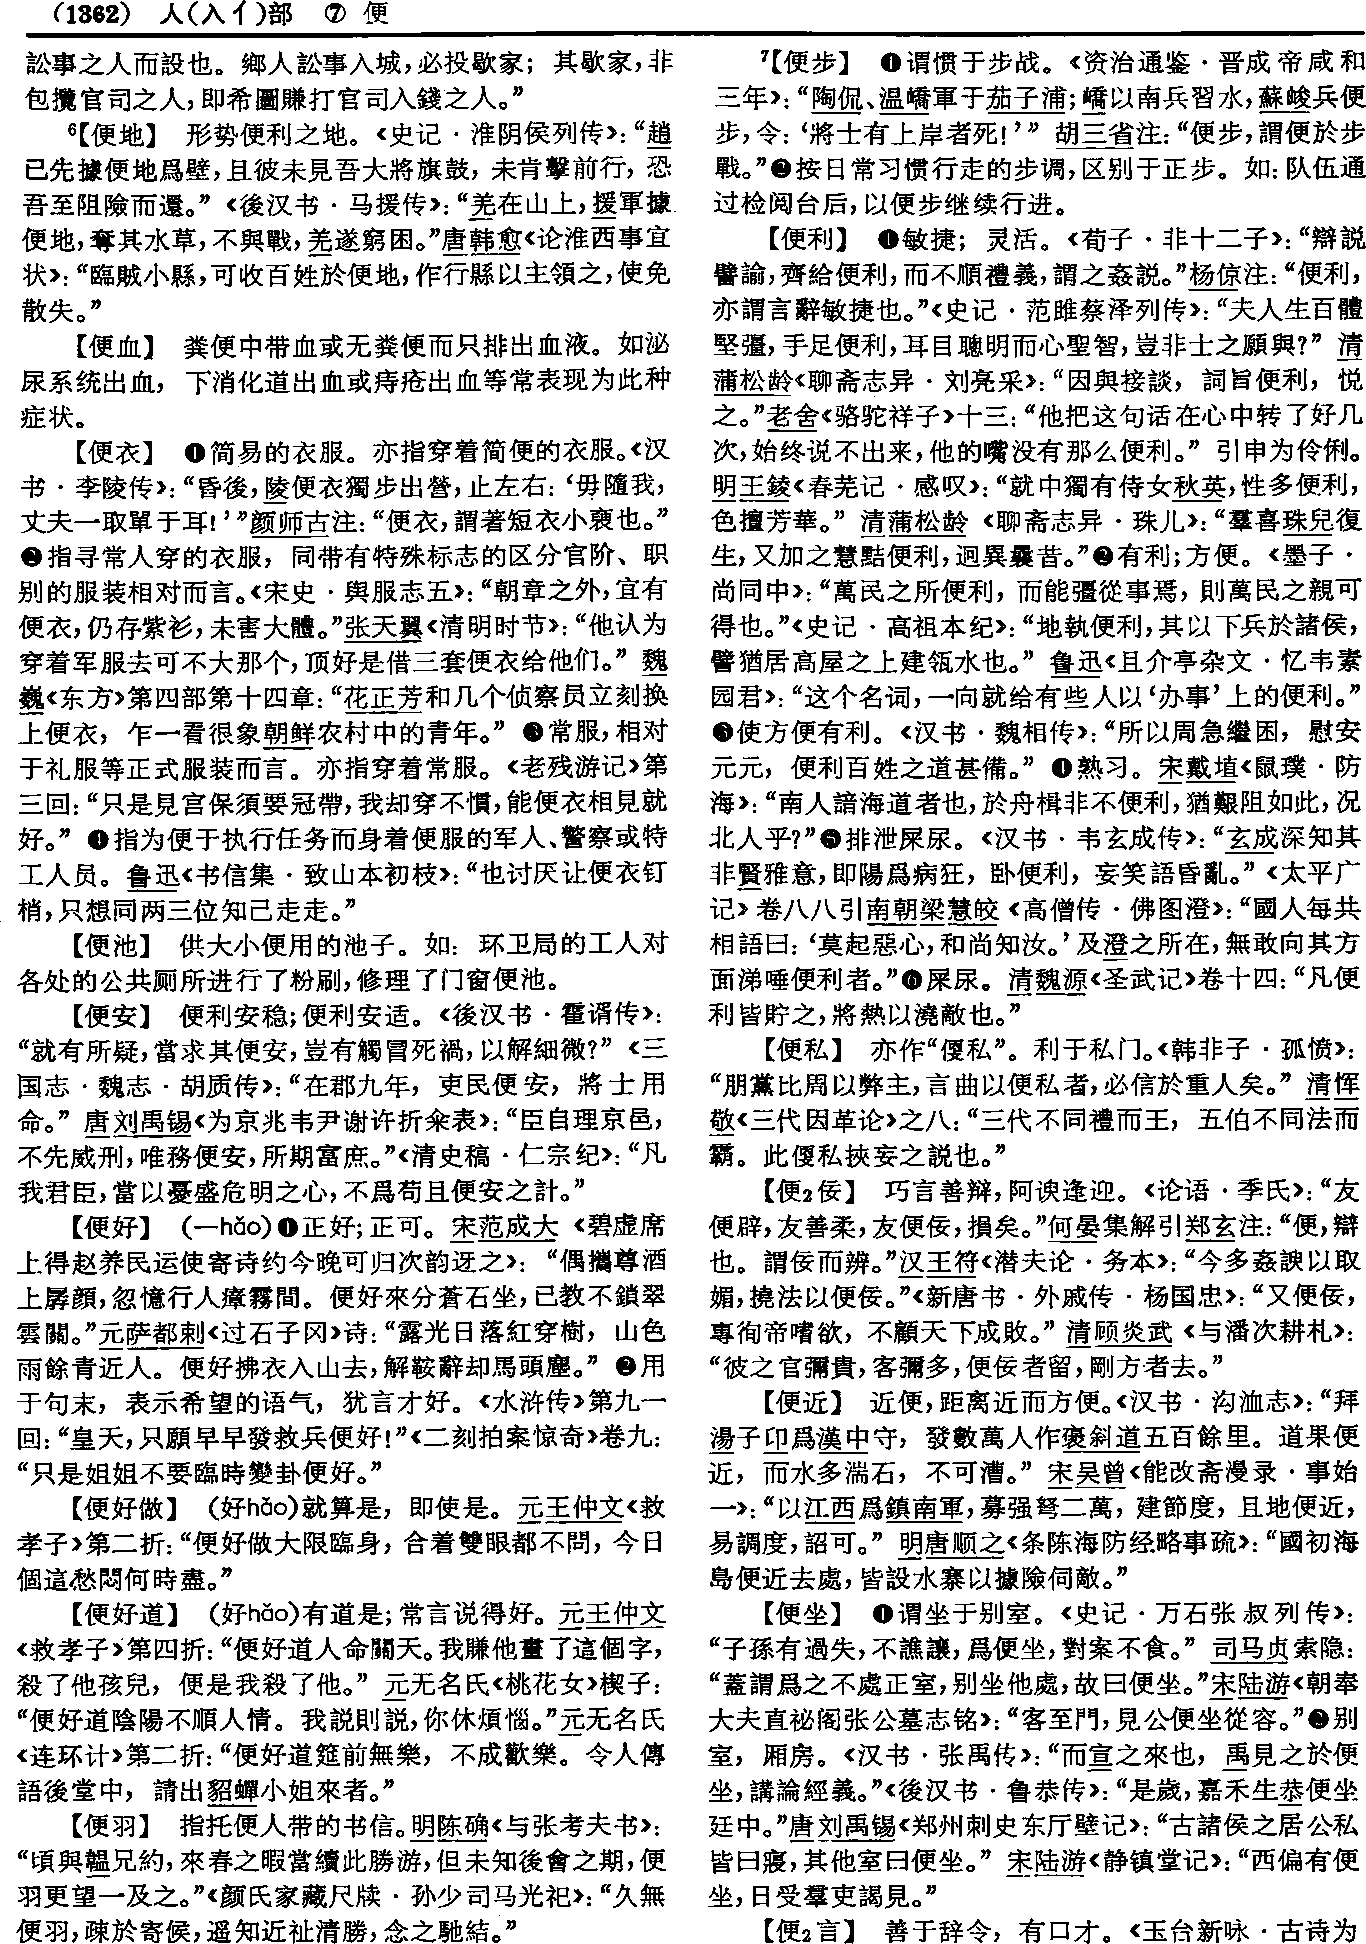 (1362) 人(入亻)部 ⑦ 便
訟事之人而設也。鄉人訟事入城,必投歇家;其歇家,非
包攬官司之人,即希圖賺打官司入錢之人。”
⁶【便地】 形势便利之地。《史记·淮阴侯列传》:“趙
已先據便地爲壁,且彼未見吾大將旗鼓,未肯擊前行,恐
吾至阻險而還。”《後汉书·马援传》:“羌在山上,援軍據
便地,奪其水草,不與戰,羌遂窮困。”唐韩愈《论淮西事宜
状》:“臨賊小縣,可收百姓於便地,作行縣以主領之,使免
散失。”
【便血】 粪便中带血或无粪便而只排出血液。如泌
尿系统出血,下消化道出血或痔疮出血等常表现为此种
症状。
【便衣】 ❶简易的衣服。亦指穿着简便的衣服。《汉
书·李陵传》:“昏後,陵便衣獨步出營,止左右:‘毋隨我,
丈夫一取單于耳!’”颜师古注:“便衣,謂著短衣小褎也。”
❷指寻常人穿的衣服,同带有特殊标志的区分官阶、职
别的服装相对而言。《宋史·舆服志五》:“朝章之外,宜有
便衣,仍存紫衫,未害大體。”张天翼《清明时节》:“他认为
穿着军服去可不大那个,顶好是借三套便衣给他们。”魏
巍《东方》第四部第十四章:“花正芳和几个侦察员立刻换
上便衣,乍一看很象朝鲜农村中的青年。”❸常服,相对
于礼服等正式服装而言。亦指穿着常服。《老残游记》第
三回:“只是見宫保須要冠帶,我却穿不慣,能便衣相見就
好。”❹指为便于执行任务而身着便服的军人、警察或特
工人员。鲁迅《书信集·致山本初枝》:“也讨厌让便衣钉
梢,只想同两三位知己走走。”
【便池】 供大小便用的池子。如:环卫局的工人对
各处的公共厕所进行了粉刷,修理了门窗便池。
【便安】 便利安稳;便利安适。《後汉书·霍谞传》:
“就有所疑,當求其便安,豈有觸冒死禍,以解細微?”《三
国志·魏志·胡质传》:“在郡九年,吏民便安,將士用
命。”唐刘禹锡《为京兆韦尹谢许折籴表》:“臣自理京邑,
不先威刑,唯務便安,所期富庶。”《清史稿·仁宗纪》:“凡
我君臣,當以憂盛危明之心,不爲苟且便安之計。”
【便好】 (—hǎo)❶正好;正可。宋范成大《碧虚席
上得赵养民运使寄诗约今晚可归次韵迓之》:“偶攜尊酒
上孱顔,忽憶行人瘴霧間。便好來分蒼石坐,已教不鎖翠
雲關。”元萨都剌《过石子冈》诗:“露光日落紅穿樹,山色
雨餘青近人。便好拂衣入山去,解鞍辭却馬頭塵。”❷用
于句末,表示希望的语气,犹言才好。《水浒传》第九一
回:“皇天,只願早早發救兵便好!”《二刻拍案惊奇》卷九:
“只是姐姐不要臨時變卦便好。”
【便好做】 (好hǎo)就算是,即使是。元王仲文《救
孝子》第二折:“便好做大限臨身,合着雙眼都不問,今日
個這愁悶何時盡。”
【便好道】 (好hǎo)有道是;常言说得好。元王仲文
《救孝子》第四折:“便好道人命關天。我賺他畫了這個字,
殺了他孩兒,便是我殺了他。”元无名氏《桃花女》楔子:
“便好道陰陽不順人情。我説則説,你休煩惱。”元无名氏
《连环计》第二折:“便好道筵前無樂,不成歡樂。令人傳
語後堂中,請出貂蟬小姐來者。”
【便羽】 指托便人带的书信。明陈确《与张考夫书》:
“頃與韞兄約,來春之暇當續此勝游,但未知後會之期,便
羽更望一及之。”《颜氏家藏尺牍·孙少司马光祀》:“久無
便羽,疎於寄候,遥知近祉清勝,念之馳結。”
⁷【便步】 ❶谓惯于步战。《资治通鉴·晋成帝咸和
三年》:“陶侃、温嶠軍于茄子浦;嶠以南兵習水,蘇峻兵便
步,令:‘將士有上岸者死!’”胡三省注:“便步,謂便於步
戰。”❷按日常习惯行走的步调,区别于正步。如:队伍通
过检阅台后,以便步继续行进。
【便利】 ❶敏捷;灵活。《荀子·非十二子》:“辯説
譬諭,齊給便利,而不順禮義,謂之姦説。”杨倞注:“便利,
亦謂言辭敏捷也。”《史记·范雎蔡泽列传》:“夫人生百體
堅彊,手足便利,耳目聰明而心聖智,豈非士之願與?”清
蒲松龄《聊斋志异·刘亮采》:“因與接談,詞旨便利,悦
之。”老舍《骆驼祥子》十三:“他把这句话在心中转了好几
次,始终说不出来,他的嘴没有那么便利。”引申为伶俐。
明王錂《春芜记·感叹》:“就中獨有侍女秋英,性多便利,
色擅芳華。”清蒲松龄《聊斋志异·珠儿》:“羣喜珠兒復
生,又加之慧黠便利,迥異曩昔。”❷有利;方便。《墨子·
尚同中》:“萬民之所便利,而能彊從事焉,則萬民之親可
得也。”《史记·高祖本纪》:“地埶便利,其以下兵於諸侯,
譬猶居高屋之上建瓴水也。”鲁迅《且介亭杂文·忆韦素
园君》:“这个名词,一向就给有些人以‘办事’上的便利。”
❸使方便有利。《汉书·魏相传》:“所以周急繼困,慰安
元元,便利百姓之道甚備。”❹熟习。宋戴埴《鼠璞·防
海》:“南人諳海道者也,於舟楫非不便利,猶艱阻如此,况
北人乎?”❺排泄屎尿。《汉书·韦玄成传》:“玄成深知其
非賢雅意,即陽爲病狂,卧便利,妄笑語昏亂。”《太平广
记》卷八八引南朝梁慧皎《高僧传·佛图澄》:“國人每共
相語曰:‘莫起惡心,和尚知汝。’及澄之所在,無敢向其方
面涕唾便利者。”❻屎尿。清魏源《圣武记》卷十四:“凡便
利皆貯之,將熱以澆敵也。”
【便私】 亦作“偄私”。利于私门。《韩非子·孤愤》:
“朋黨比周以弊主,言曲以便私者,必信於重人矣。”清恽
敬《三代因革论》之八:“三代不同禮而王,五伯不同法而
霸。此偄私挾妄之説也。”
【便₂佞】 巧言善辩,阿谀逢迎。《论语·季氏》:“友
便辟,友善柔,友便佞,損矣。”何晏集解引郑玄注:“便,辯
也。謂佞而辨。”汉王符《潜夫论·务本》:“今多姦諛以取
媚,撓法以便佞。”《新唐书·外戚传·杨国忠》:“又便佞,
專徇帝嗜欲,不顧天下成敗。”清顾炎武《与潘次耕札》:
“彼之官彌貴,客彌多,便佞者留,剛方者去。”
【便近】 近便,距离近而方便。《汉书·沟洫志》:“拜
湯子卬爲漢中守,發數萬人作褒斜道五百餘里。道果便
近,而水多湍石,不可漕。”宋吴曾《能改斋漫录·事始
一》:“以江西爲鎮南軍,募强弩二萬,建節度,且地便近,
易調度,詔可。”明唐顺之《条陈海防经略事疏》:“國初海
島便近去處,皆設水寨以據險伺敵。”
【便坐】 ❶谓坐于别室。《史记·万石张叔列传》:
“子孫有過失,不譙讓,爲便坐,對案不食。”司马贞索隐:
“蓋謂爲之不處正室,别坐他處,故曰便坐。”宋陆游《朝奉
大夫直祕阁张公墓志铭》:“客至門,見公便坐從容。”❷别
室,厢房。《汉书·张禹传》:“而宣之來也,禹見之於便
坐,講論經義。”《後汉书·鲁恭传》:“是歲,嘉禾生恭便坐
廷中。”唐刘禹锡《郑州刺史东厅壁记》:“古諸侯之居公私
皆曰寢,其他室曰便坐。”宋陆游《静镇堂记》:“西偏有便
坐,日受羣吏謁見。”
【便₂言】 善于辞令,有口才。《玉台新咏·古诗为